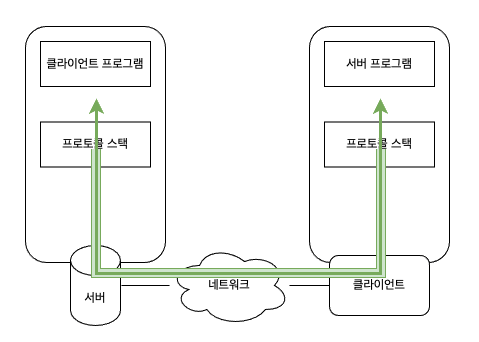 클라이언트 프로그램
서버 프로그램
프로토콜 스택
프로토콜 스택
서버
네트워크
클라이언트